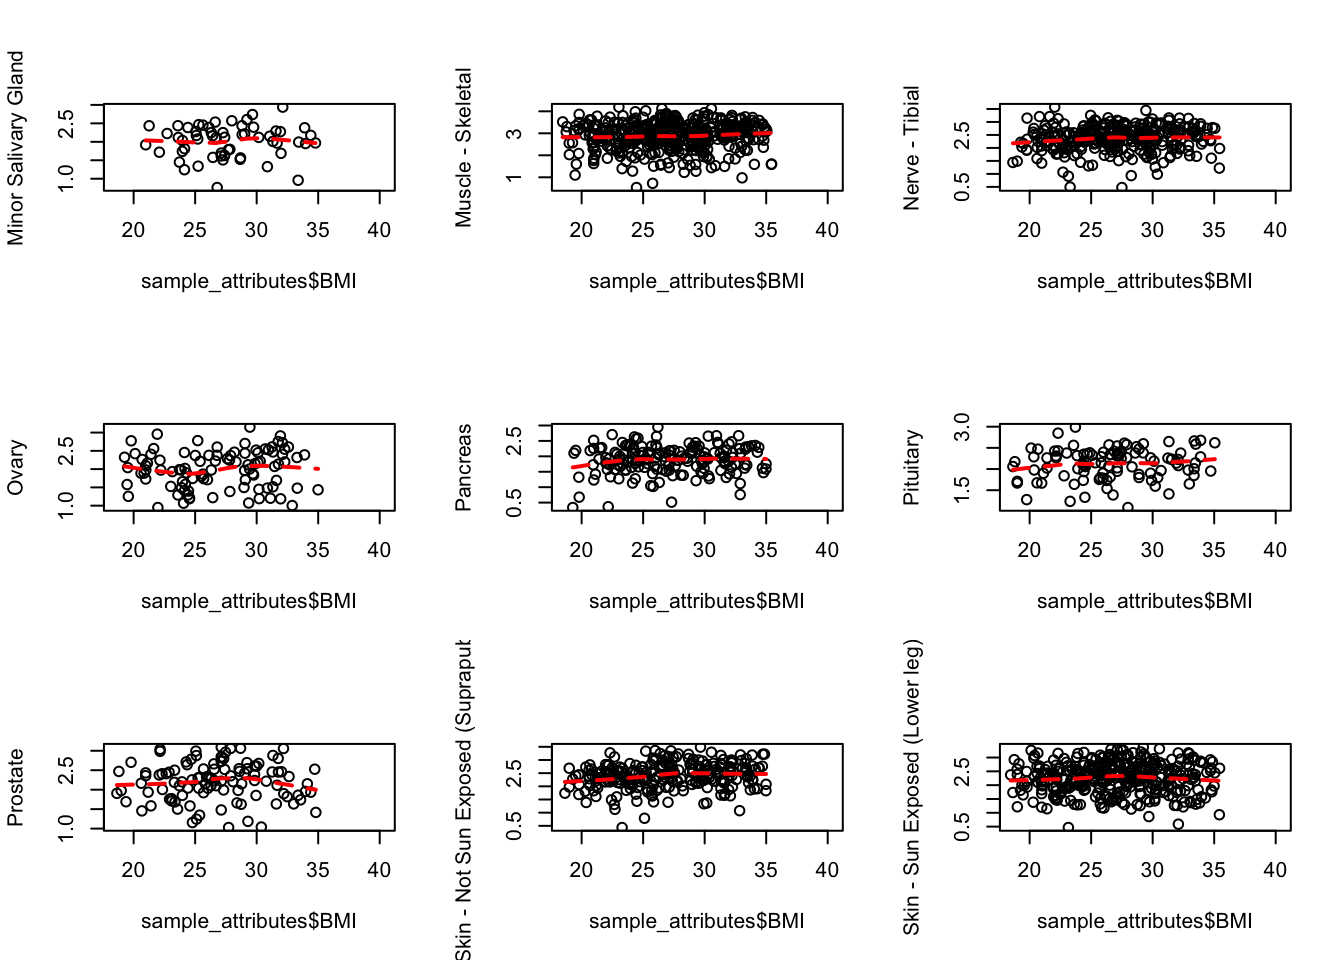 Minor Salivary Gland
1.0 2.5
20 25 30 35 40
sample_attributes$BMI
Muscle - Skeletal
1 3
20 25 30 35 40
sample_attributes$BMI
Nerve - Tibial
0.5 2.5
20 25 30 35 40
sample_attributes$BMI
Ovary
1.0 2.5
20 25 30 35 40
sample_attributes$BMI
Pancreas
0.5 2.5
20 25 30 35 40
sample_attributes$BMI
Pituitary
1.5 3.0
20 25 30 35 40
sample_attributes$BMI
Prostate
1.0 2.5
20 25 30 35 40
sample_attributes$BMI
Skin - Not Sun Exposed (Suprapub
0.5 2.5
20 25 30 35 40
sample_attributes$BMI
Skin - Sun Exposed (Lower leg)
0.5 2.5
20 25 30 35 40
sample_attributes$BMI